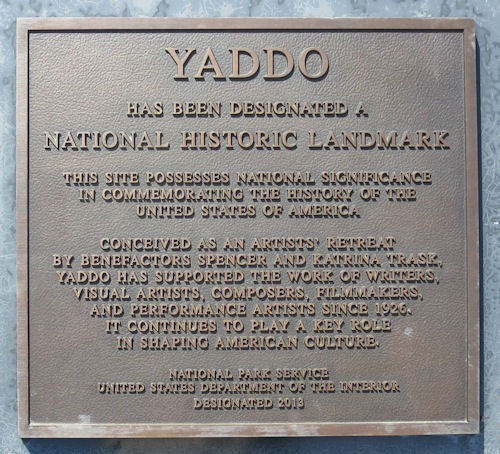 YADDO
HAS BEEN DESIGNATED A
NATIONAL HISTORIC LANDMARK
THIS SITE POSSESSES NATIONAL SIGNIFICANCE
IN COMMEMORATING THE HISTORY OF THE
UNITED STATES OF AMERICA
CONCEIVED AS AN ARTISTS' RETREAT
BY BENEFACTORS SPENCER AND KATRINA TRASK,
YADDO HAS SUPPORTED THE WORK OF WRITERS,
VISUAL ARTISTS, COMPOSERS, FILMMAKERS,
AND PERFORMANCE ARTISTS SINCE 1926.
IT CONTINUES TO PLAY A KEY ROLE
IN SHAPING AMERICAN CULTURE.
NATIONAL PARK SERVICE
UNITED STATES DEPARTMENT OF THE INTERIOR
DESIGNATED 2013